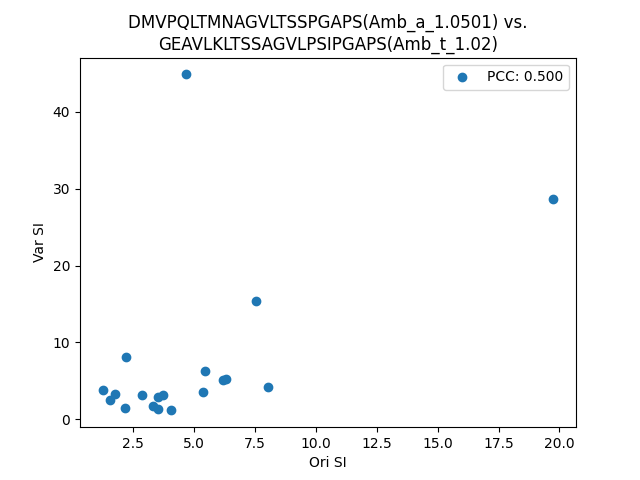 DMVPQLTMNAGVLTSSPGAPS(Amb_a_1.0501) vs.
GEAVLKLTSSAGVLPSIPGAPS(Amb_t_1.02)
PCC: 0.500
40
30
20
10
0
Var SI
2.5 5.0 7.5 10.0 12.5 15.0 17.5 20.0
Ori SI